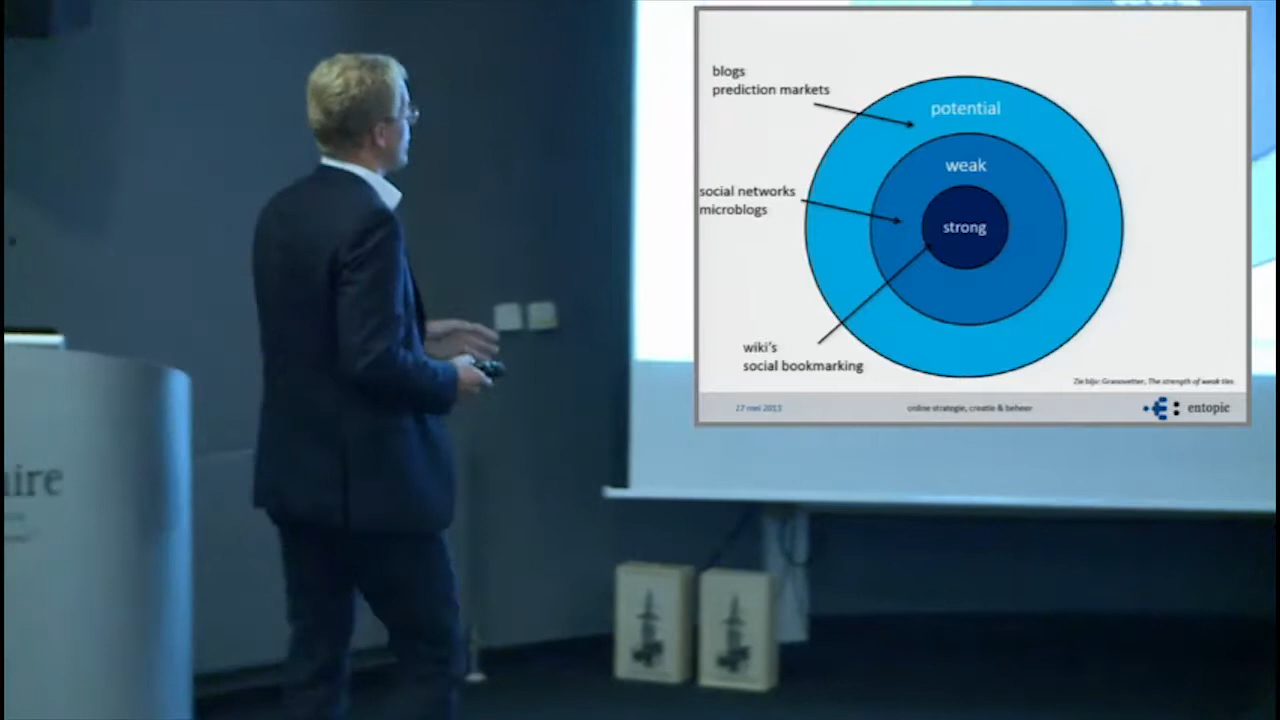 blogs
prediction markets
potential
weak
social networks
microblogs
strong
wiki's
social bookmarking
Zie bijv: Granovetter, The strength of weak ties
27 mei 2013
online strategie, creatie & beheer
entopic
ire